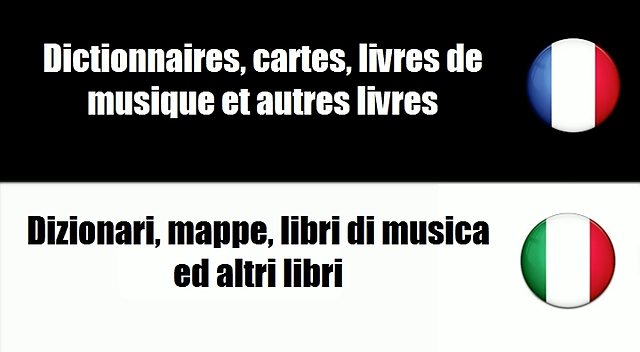 Dictionnaires, cartes, livres de
musique et autres livres
Dizionari, mappe, libri di musica
ed altri libri